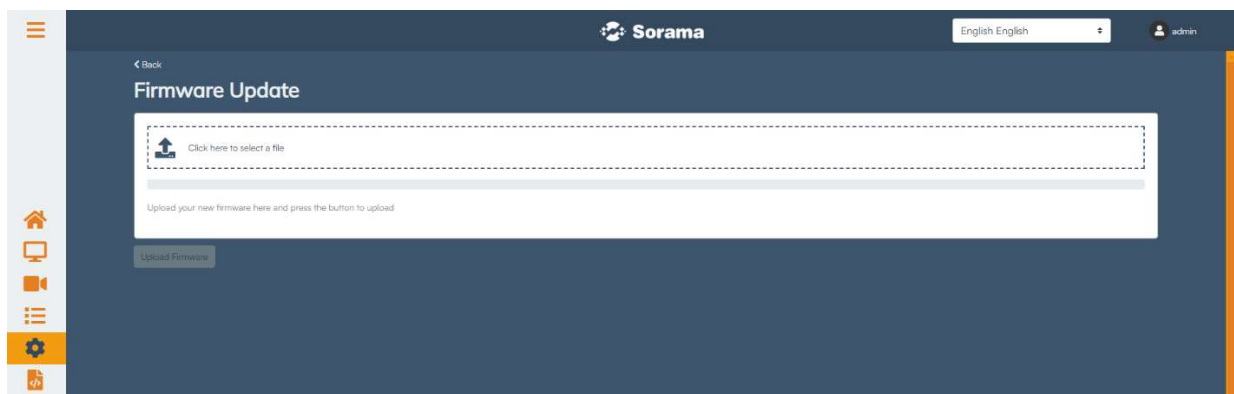 Sorama
English English
admin
Back
Firmware Update
Click here to select a file
Upload your new firmware here and press the button to upload
Upload Firmware